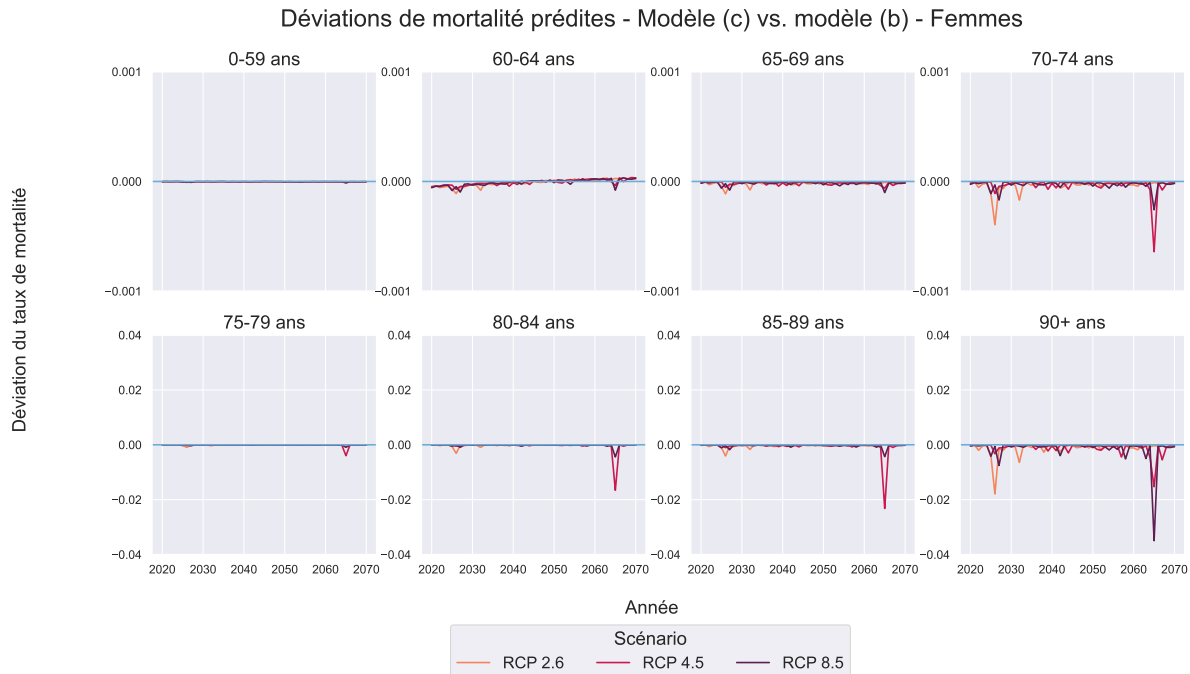 Déviations de mortalité prédites - Modèle (c) vs. modèle (b) - Femmes
Déviation du taux de mortalité
0-59 ans
60-64 ans
65-69 ans
70-74 ans
0.001
0.001
0.001
0.001
0.000
0.000
0.000
0.000
−0.001
−0.001
−0.001
−0.001
75-79 ans
80-84 ans
85-89 ans
90+ ans
0.04
0.04
0.04
0.04
0.02
0.02
0.02
0.02
0.00
0.00
0.00
0.00
−0.02
−0.02
−0.02
−0.02
−0.04
−0.04
−0.04
−0.04
2020 2030 2040 2050 2060 2070
2020 2030 2040 2050 2060 2070
2020 2030 2040 2050 2060 2070
2020 2030 2040 2050 2060 2070
Année
Scénario
RCP 2.6 RCP 4.5 RCP 8.5